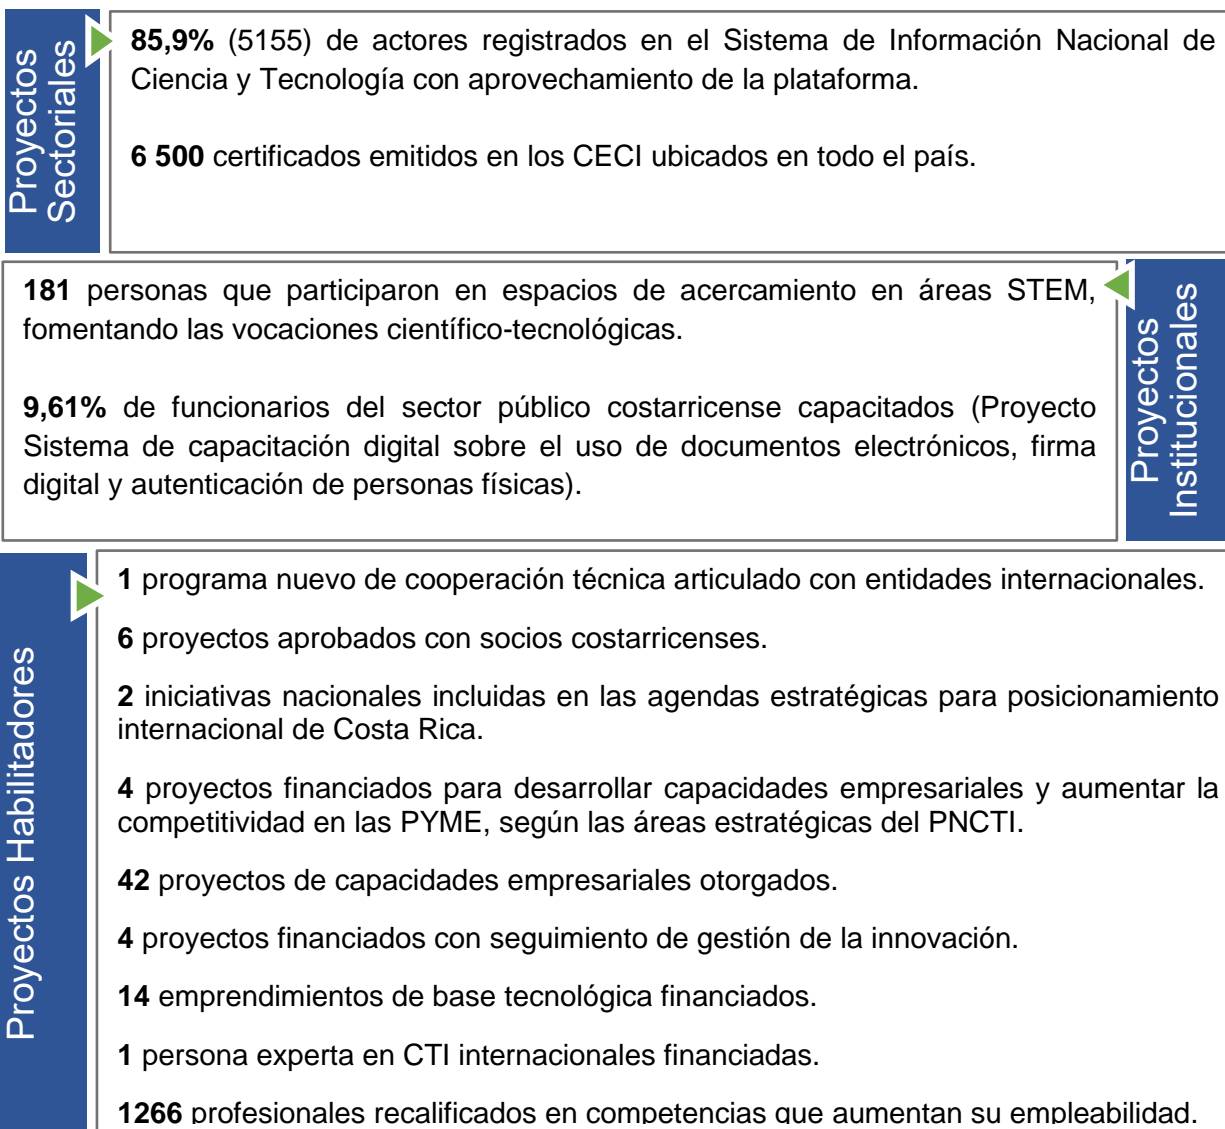 Proyectos
Sectoriales
85,9% (5155) de actores registrados en el Sistema de Información Nacional de
Ciencia y Tecnología con aprovechamiento de la plataforma.
6 500 certificados emitidos en los CECI ubicados en todo el país.
181 personas que participaron en espacios de acercamiento en áreas STEM,
fomentando las vocaciones científico-tecnológicas.
9,61% de funcionarios del sector público costarricense capacitados (Proyecto
Sistema de capacitación digital sobre el uso de documentos electrónicos, firma
digital y autenticación de personas físicas).
Proyectos
Institucionales
Proyectos Habilitadores
1 programa nuevo de cooperación técnica articulado con entidades internacionales.
6 proyectos aprobados con socios costarricenses.
2 iniciativas nacionales incluidas en las agendas estratégicas para posicionamiento
internacional de Costa Rica.
4 proyectos financiados para desarrollar capacidades empresariales y aumentar la
competitividad en las PYME, según las áreas estratégicas del PNCTI.
42 proyectos de capacidades empresariales otorgados.
4 proyectos financiados con seguimiento de gestión de la innovación.
14 emprendimientos de base tecnológica financiados.
1 persona experta en CTI internacionales financiadas.
1266 profesionales recalificados en competencias que aumentan su empleabilidad.